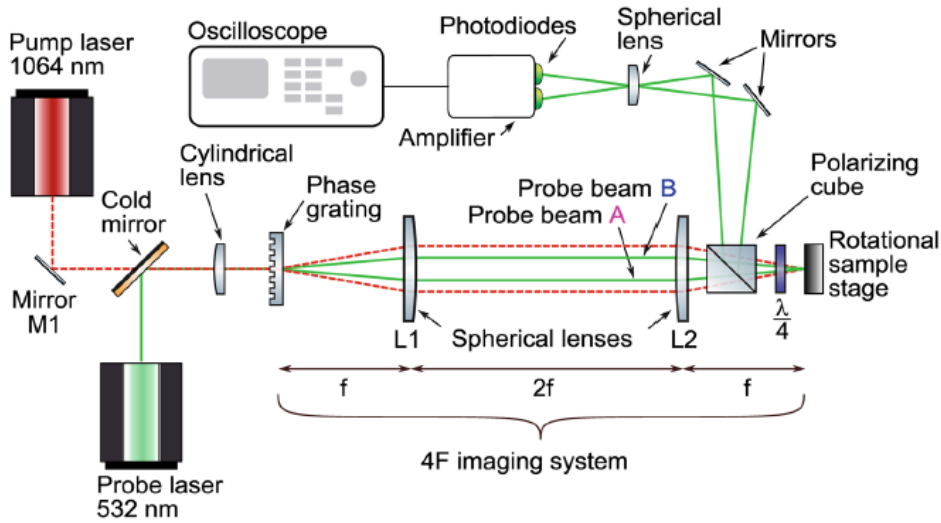 Pump laser
1064 nm
Oscilloscope
Photodiodes
Spherical
lens
Mirrors
Amplifier
Cylindrical
lens
Phase
grating
Cold
mirror
Probe beam B
Probe beam A
Polarizing
cube
Rotational
sample
stage
Mirror
M1
L1
Spherical lenses
L2
λ
4
f
2f
f
4F imaging system
Probe laser
532 nm